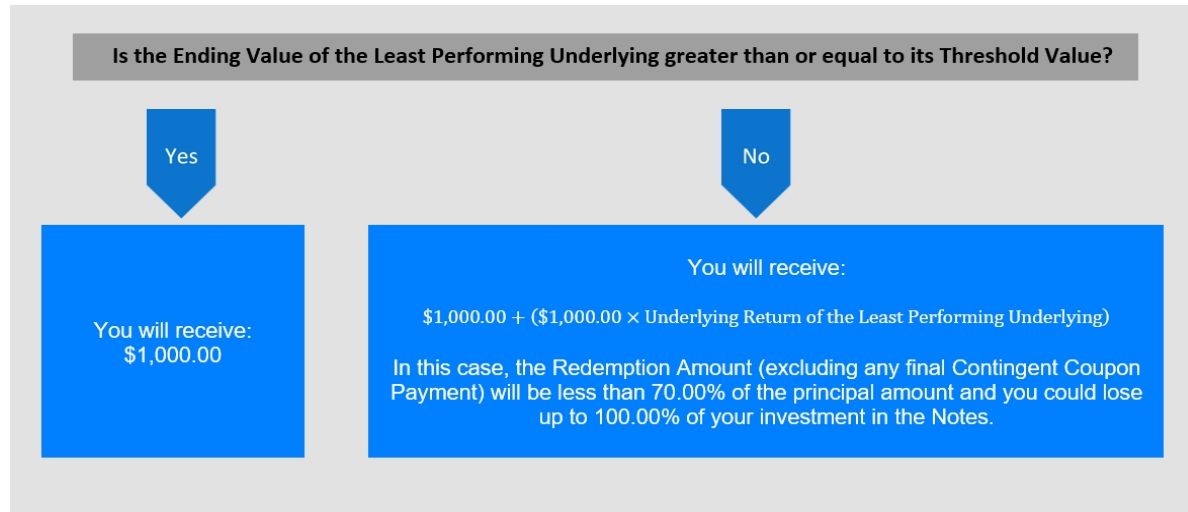 Is the Ending Value of the Least Performing Underlying greater than or equal to its Threshold Value?
Yes
No
You will receive:
$1,000.00
You will receive:
$1,000.00 + ($1,000.00 × Underlying Return of the Least Performing Underlying)
In this case, the Redemption Amount (excluding any final Contingent Coupon
Payment) will be less than 70.00% of the principal amount and you could lose
up to 100.00% of your investment in the Notes.